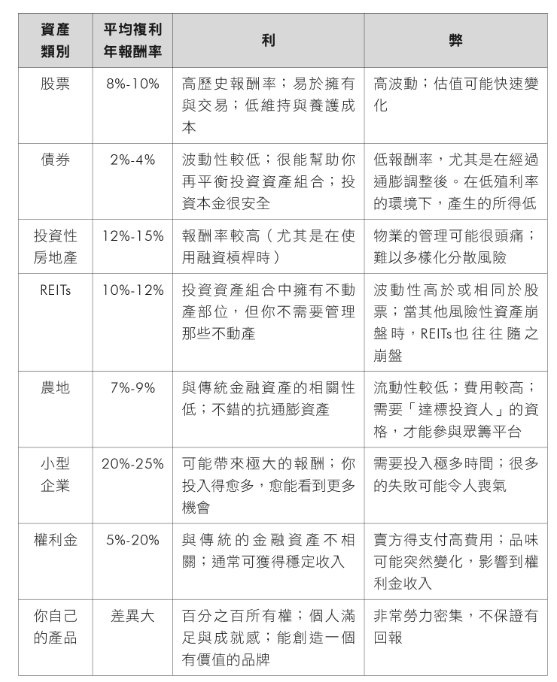 資產
類別
平均複利
年報酬率
利
弊
股票
8%-10%
高歷史報酬率；易於擁有
與交易；低維持與養護成
本
高波動；估值可能快速變
化
債券
2%-4%
波動性較低；很能幫助你
再平衡投資資產組合；投
資本金很安全
低報酬率，尤其是在經過
通膨調整後。在低殖利率
的環境下，產生的所得低
投資性
房地產
12%-15%
報酬率較高（尤其是在使
用融資槓桿時）
物業的管理可能很頭痛；
難以多樣化分散風險
REITs
10%-12%
投資資產組合中擁有不動
產部位，但你不需要管理
那些不動產
波動性高於或相同於股
票；當其他風險性資產崩
盤時，REITs也往往隨之
崩盤
農地
7%-9%
與傳統金融資產的相關性
低；不錯的抗通膨資產
流動性較低；費用較高；
需要「達標投資人」的資
格，才能參與眾籌平台
小型
企業
20%-25%
可能帶來極大的報酬；你
投入得愈多，愈能看到更多
機會
需要投入極多時間；很多
的失敗可能令人喪氣
權利金
5%-20%
與傳統的金融資產不相
關；通常可獲得穩定收入
賣方得支付高費用；品味
可能突然變化，影響到權
利金收入
你自己
的產品
差異大
百分之百所有權；個人滿
足與成就感；能創造一個
有價值的品牌
非常勞力密集，不保證有
回報